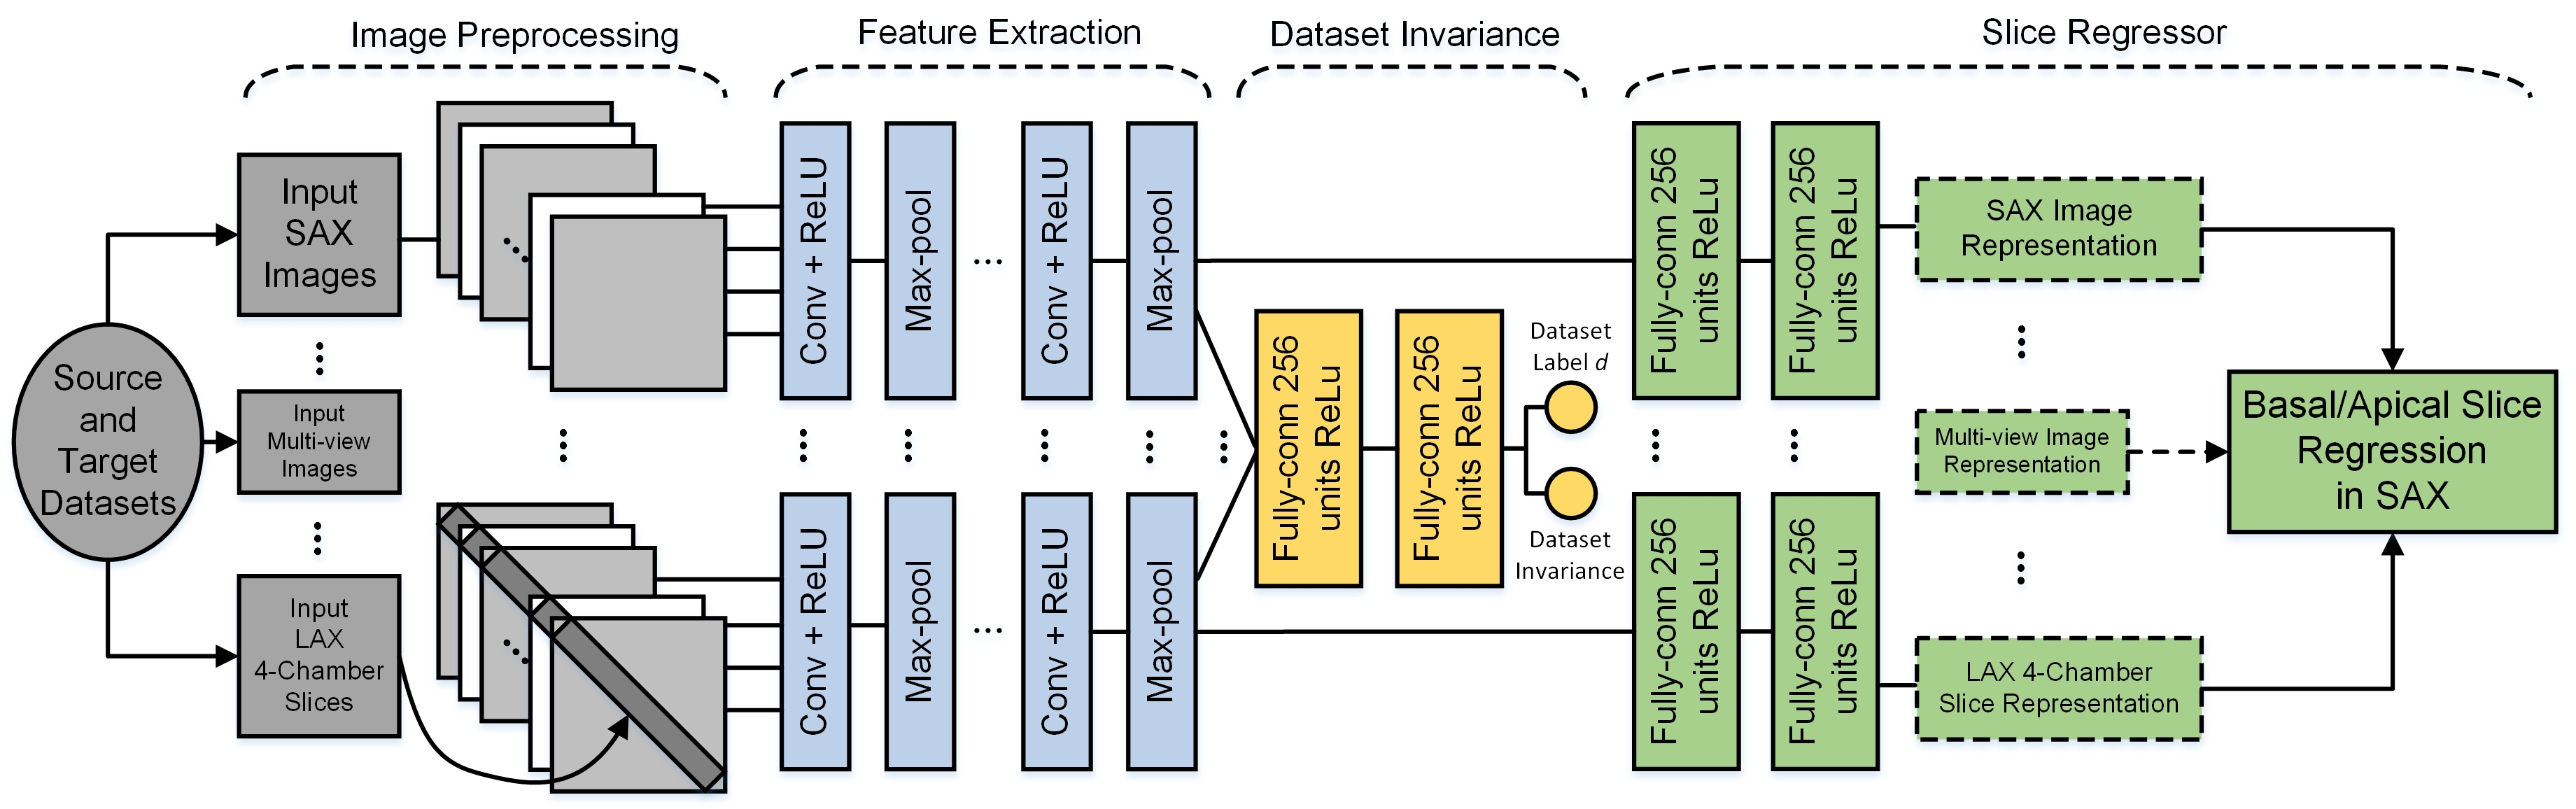 Image Preprocessing
Feature Extraction
Dataset Invariance
Slice Regressor
Source
and
Target
Datasets
Input
SAX
Images
Input
Multi-view
Images
Input
LAX
4-Chamber
Slices
Conv + ReLU
Max-pool
...
Conv + ReLU
Max-pool
Conv + ReLU
Max-pool
...
Conv + ReLU
Max-pool
Fully-conn 256
units ReLu
Fully-conn 256
units ReLu
Dataset
Label d
Dataset
Invariance
Fully-conn 256
units ReLu
Fully-conn 256
units ReLu
Fully-conn 256
units ReLu
Fully-conn 256
units ReLu
SAX Image
Representation
Multi-view Image
Representation
LAX 4-Chamber
Slice Representation
Basal/Apical Slice
Regression
in SAX